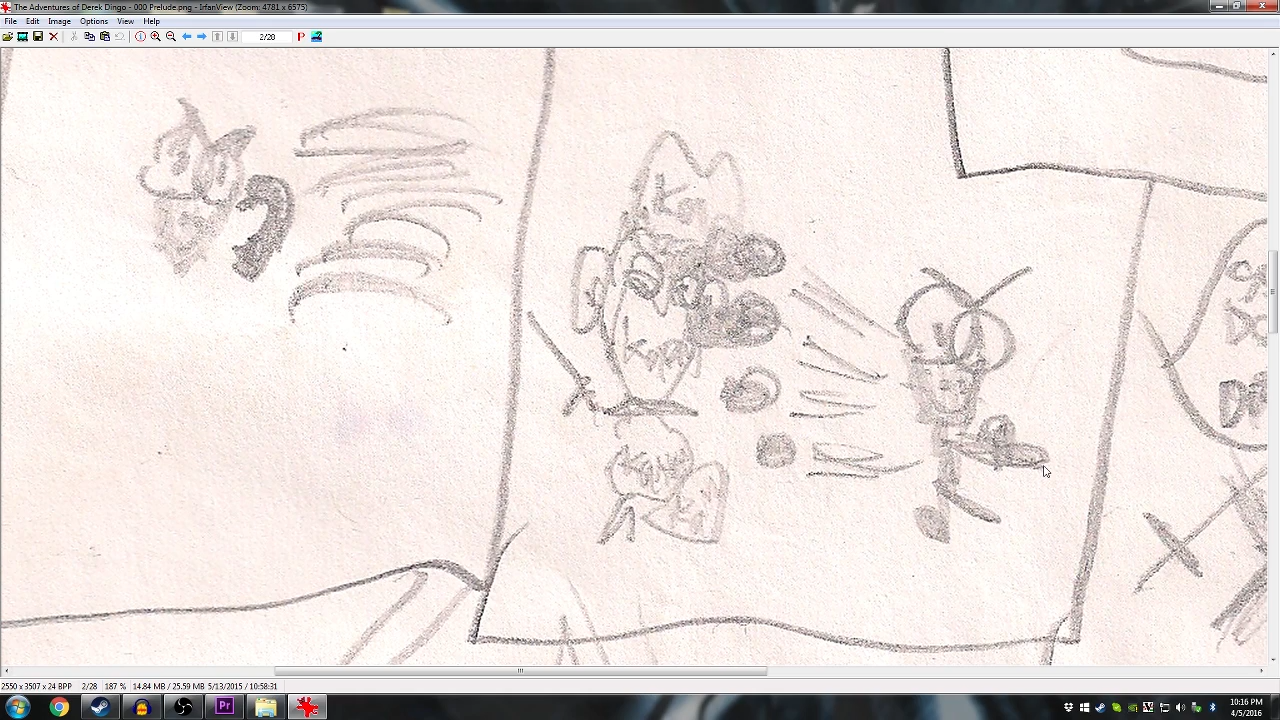 The Adventures of Derek Dingo - 000 Prelude.png - IrfanView (Zoom: 4781 x 6575)
File Edit Image Options View Help
2/28
2550 x 3507 x 24 BPP 2/28 187 % 14.84 MB / 25.59 MB 5/13/2015 / 10:58:31
Pr
10:16 PM
4/5/2016